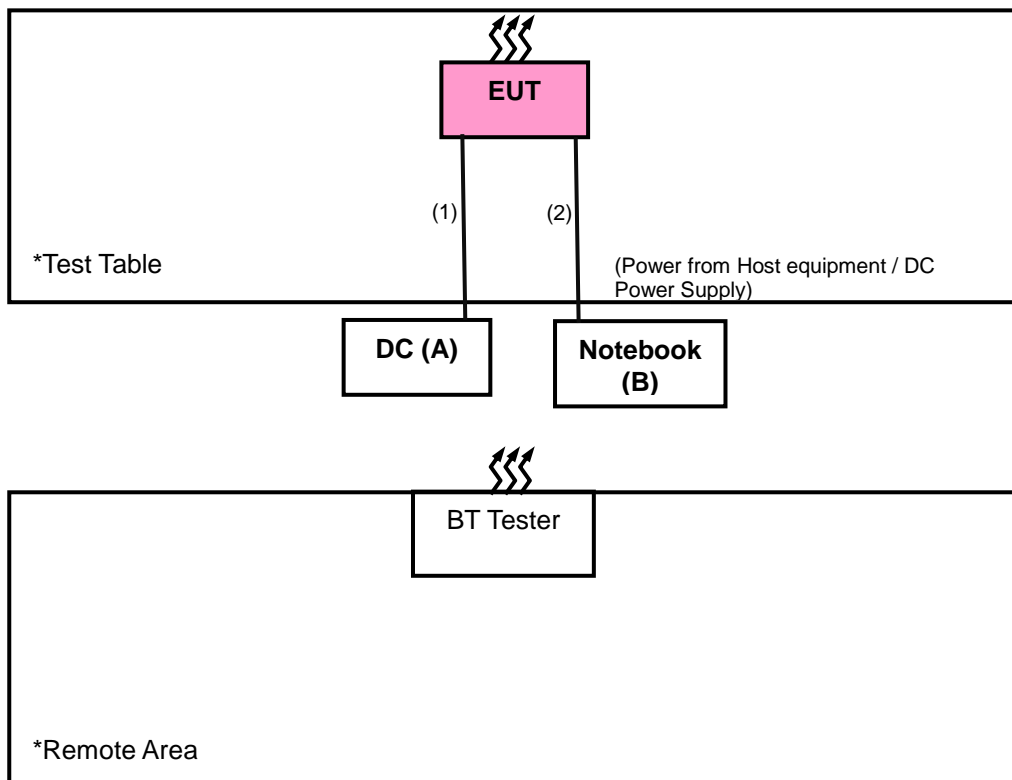 EUT
(1)
(2)
*Test Table
(Power from Host equipment / DC
Power Supply)
DC (A)
Notebook
(B)
BT Tester
*Remote Area